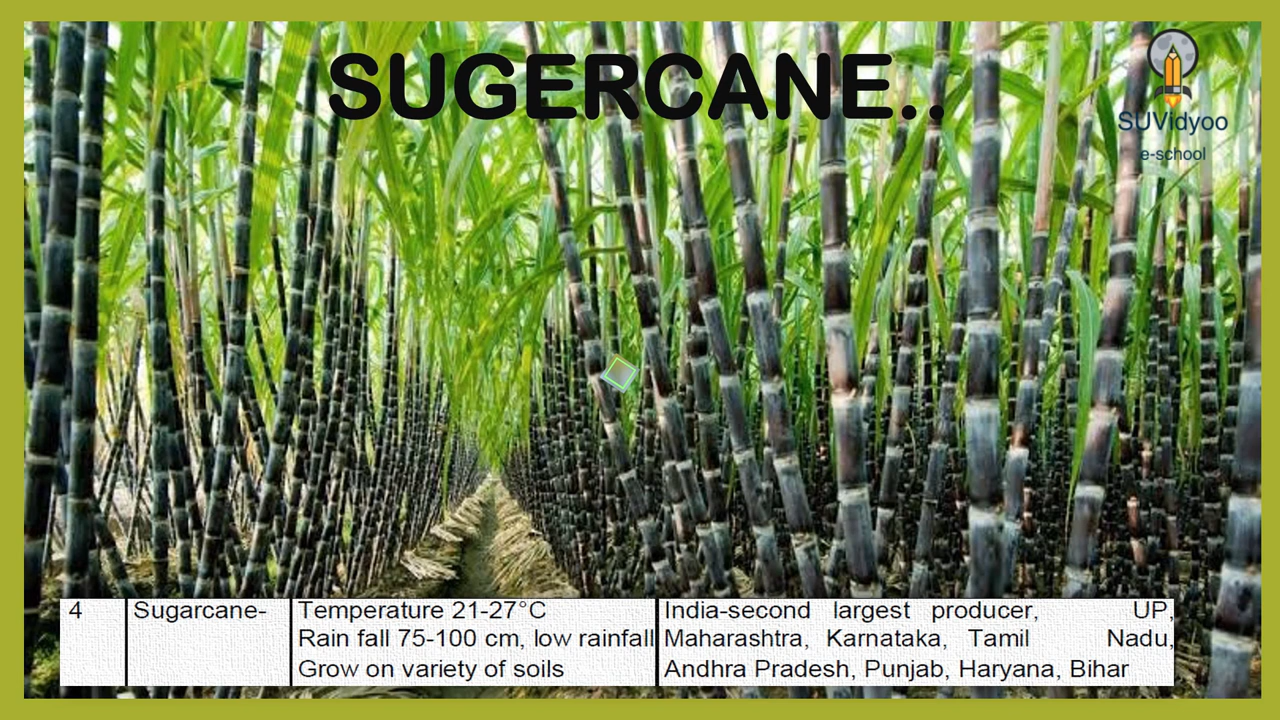 SUGERCANE..
SUVidyoo
e-school
4 Sugarcane- Temperature 21-27°C India-second largest producer, UP,
Rain fall 75-100 cm, low rainfall Maharashtra, Karnataka, Tamil Nadu,
Grow on variety of soils Andhra Pradesh, Punjab, Haryana, Bihar